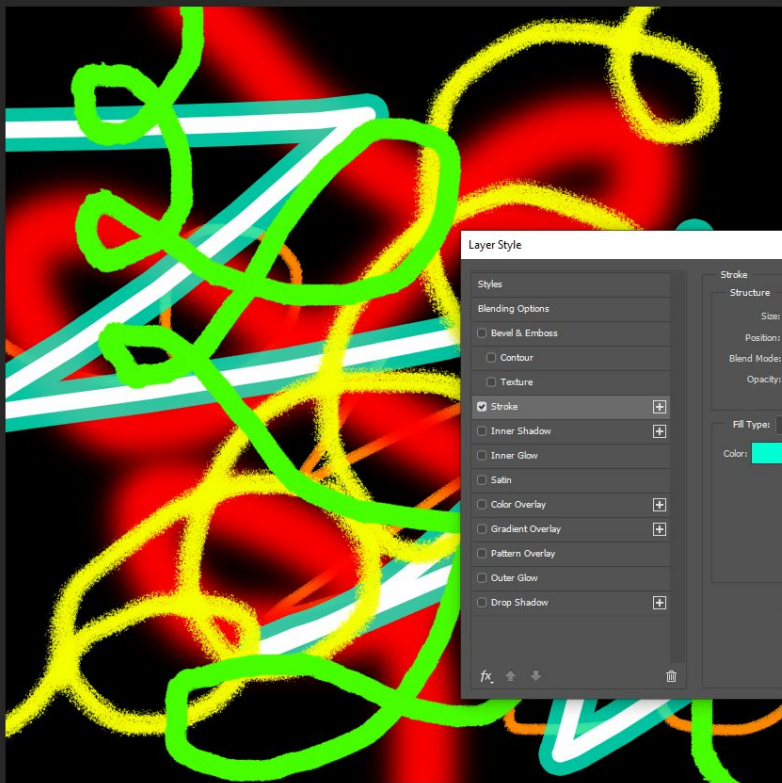 Layer Style
Styles
Blending Options
Bevel & Emboss
Contour
Texture
Stroke
Inner Shadow
Inner Glow
Satin
Color Overlay
Gradient Overlay
Pattern Overlay
Outer Glow
Drop Shadow
fx
Stroke
Structure
Size:
Position:
Blend Mode:
Opacity:
Fill Type:
Color: